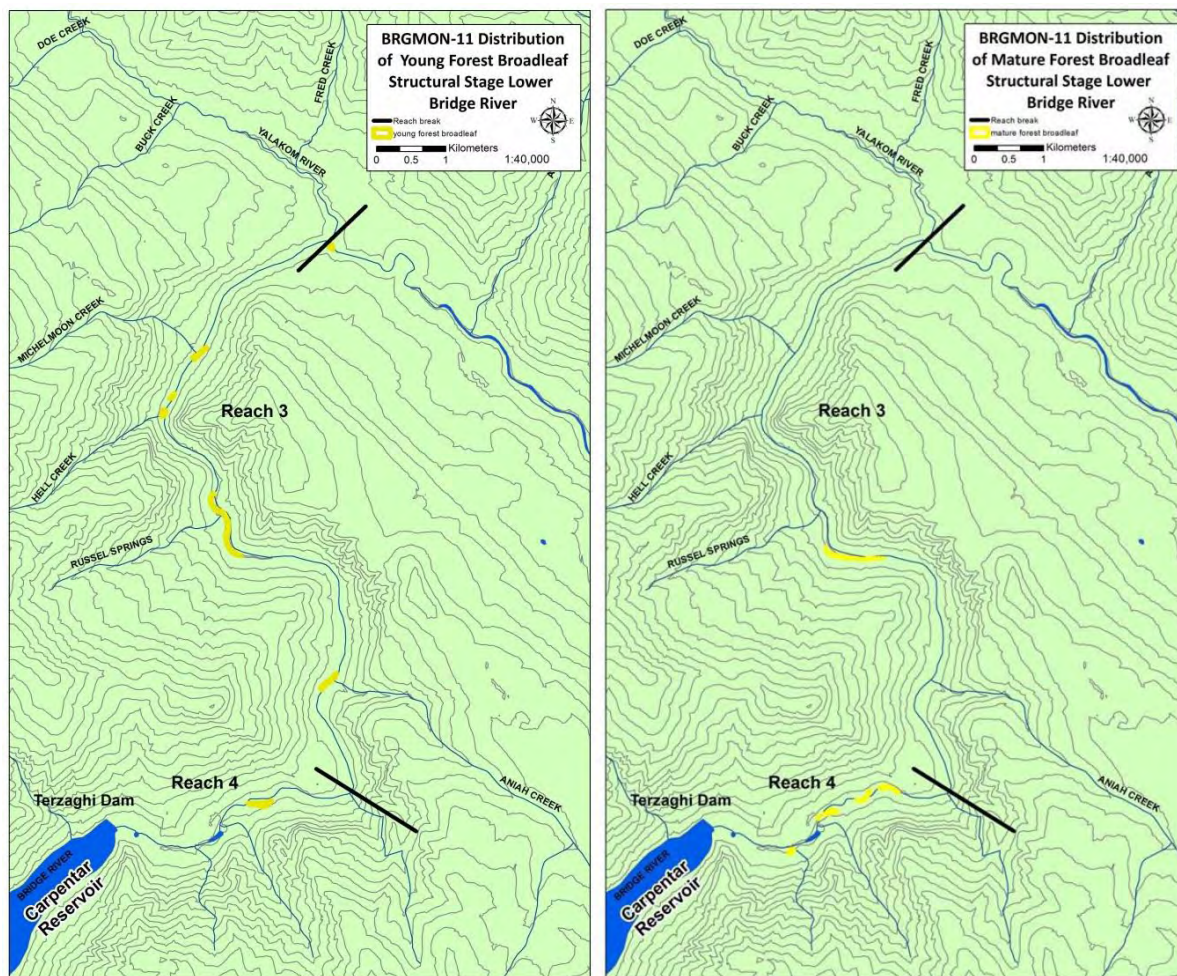 BRGMON-11 Distribution
of Young Forest Broadleaf
Structural Stage Lower
Bridge River
Reach break
young forest broadleaf
N
W E
S
Kilometers
0 0.5 1 1:40,000
DOE CREEK
FRED CREEK
BUCK CREEK
YALAKOM RIVER
A
MICHELMOON CREEK
Reach 3
HELL CREEK
RUSSEL SPRINGS
Reach 4
ANIAH CREEK
Terzaghi Dam
BRIDGE RIVER
Carpentar
Reservoir
BRGMON-11 Distribution
of Mature Forest Broadleaf
Structural Stage Lower
Bridge River
Reach break
mature forest broadleaf
N
W E
S
Kilometers
0 0.5 1 1:40,000
DOE CREEK
FRED CREEK
BUCK CREEK
YALAKOM RIVER
A
MICHELMOON CREEK
Reach 3
HELL CREEK
RUSSEL SPRINGS
Reach 4
ANIAH CREEK
Terzaghi Dam
BRIDGE RIVER
Carpentar
Reservoir